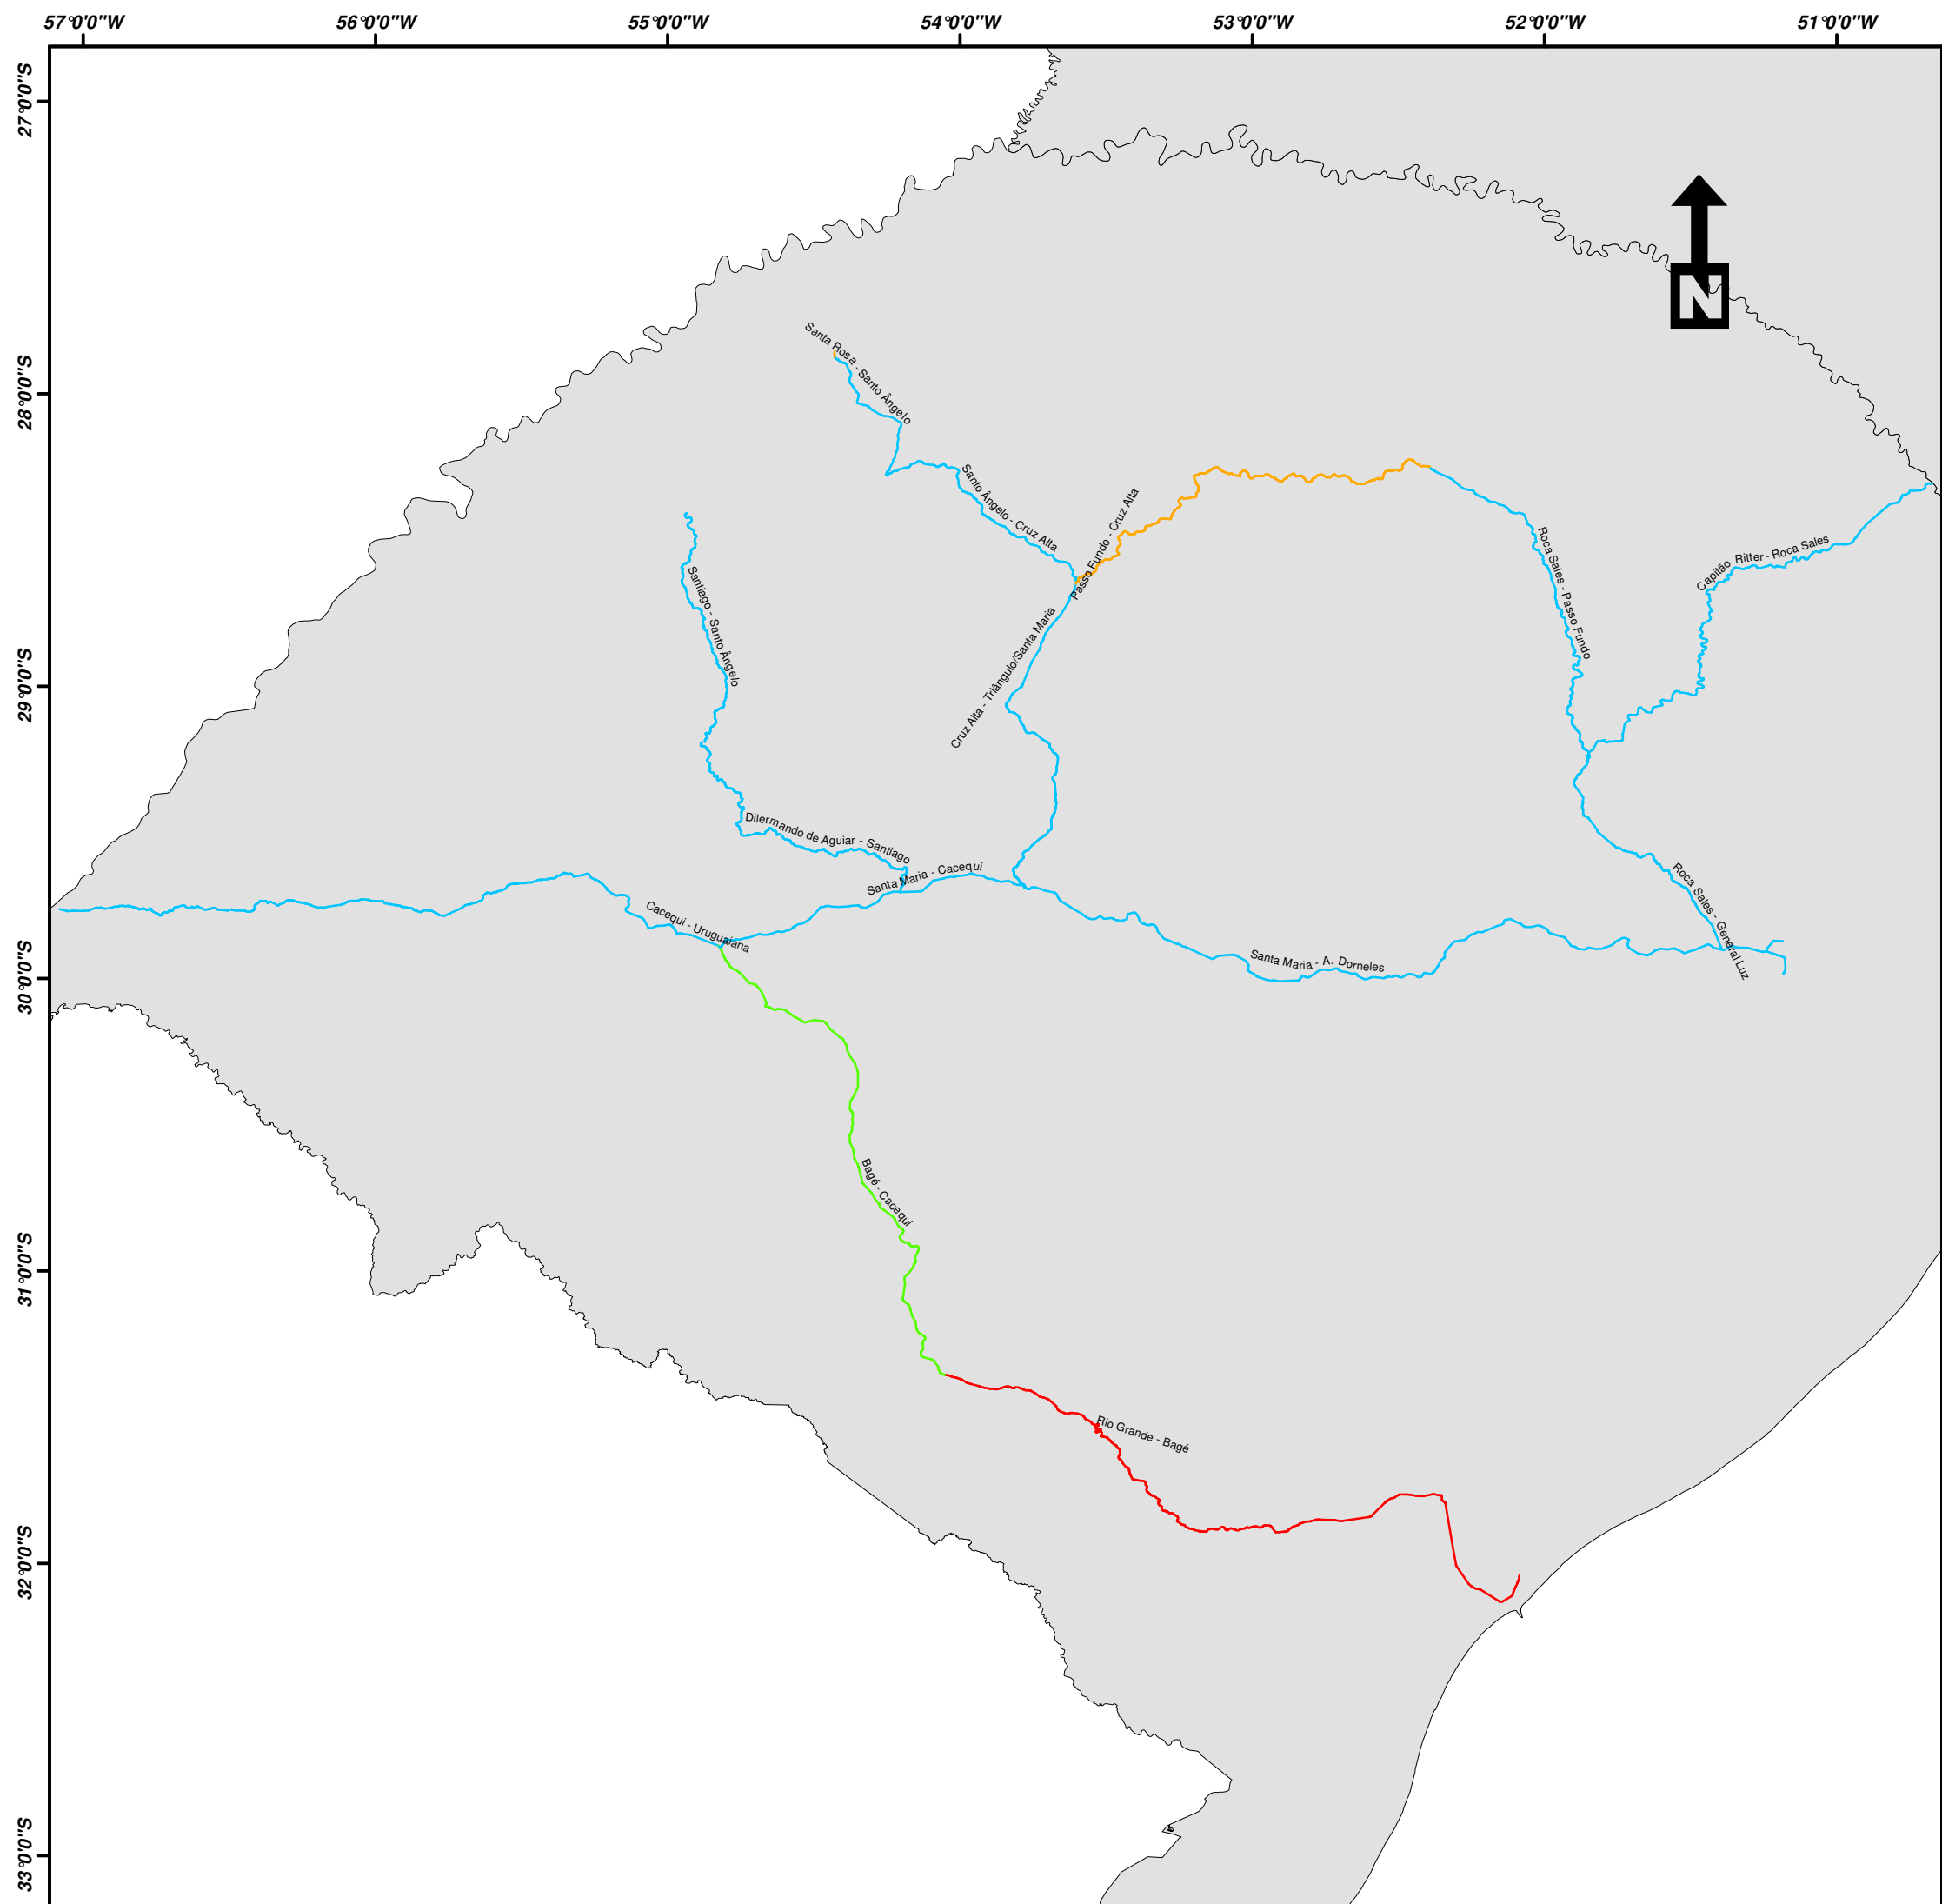 57°0'0"W
56°0'0"W
55°0'0"W
54°0'0"W
53°0'0"W
52°0'0"W
51°0'0"W
27°0'0"S
28°0'0"S
29°0'0"S
30°0'0"S
31°0'0"S
32°0'0"S
33°0'0"S
N
Santa Rosa - Santo Ângelo
Santo Ângelo - Cruz Alta
Passo Fundo - Cruz Alta
Roca Sales - Passo Fundo
Capitão Ritter - Roca Sales
Santiago - Santo Ângelo
Cruz Alta - Triângulo/Santa Maria
Dilermando de Aguiar - Santiago
Santa Maria - Cacequi
Cacequi - Uruguaiana
Roca Sales - General Luz
Santa Maria - A. Dorneles
Bagé - Cacequi
Rio Grande - Bagé